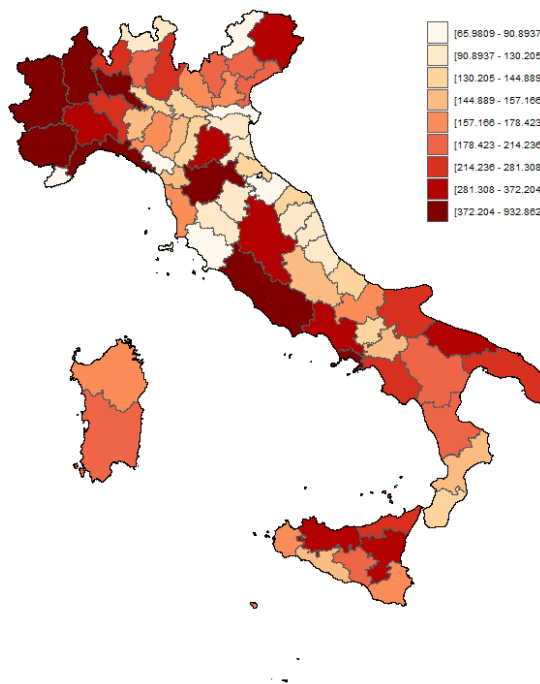 [65.9809 - 90.8937
[90.8937 - 130.205
[130.205 - 144.889
[144.889 - 157.166
[157.166 - 178.423
[178.423 - 214.236
[214.236 - 281.308
[281.308 - 372.204
[372.204 - 932.862